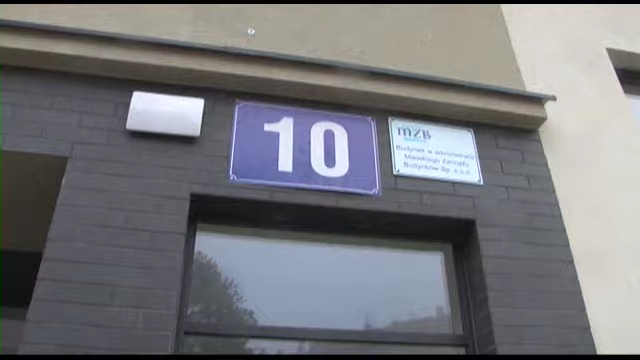 10
MZB
Budynek w administracji
Miejskiego Zarządu
Budynków Sp. z o.o.